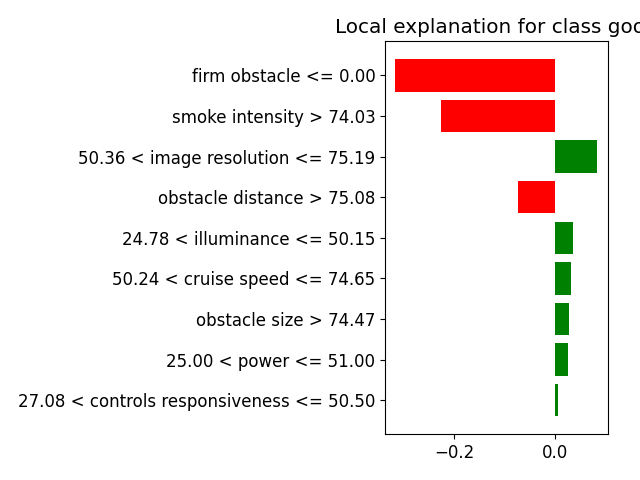 Local explanation for class goo
firm obstacle <= 0.00
smoke intensity > 74.03
50.36 < image resolution <= 75.19
obstacle distance > 75.08
24.78 < illuminance <= 50.15
50.24 < cruise speed <= 74.65
obstacle size > 74.47
25.00 < power <= 51.00
27.08 < controls responsiveness <= 50.50
−0.2 0.0